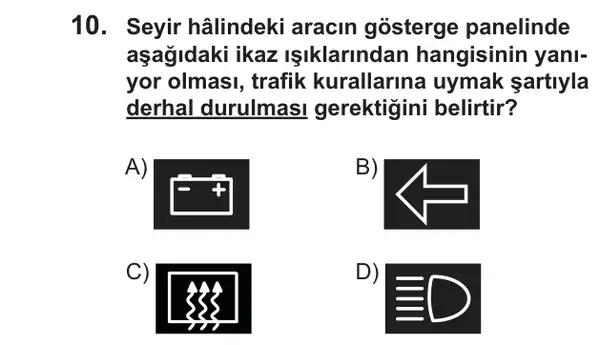 10. Seyir hâlindeki aracın gösterge panelinde
aşağıdaki ikaz ışıklarından hangisinin yanı-
yor olması, trafik kurallarına uymak şartıyla
derhal durulması gerektiğini belirtir?
A) - +
B)
C)
D)